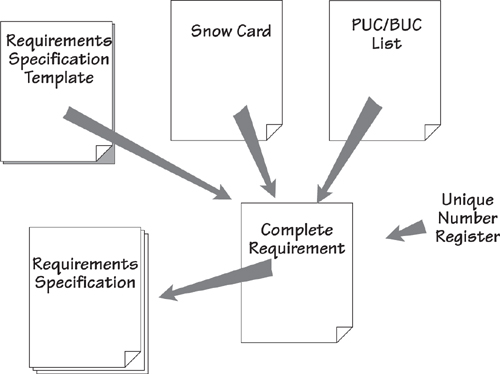 Requirements
Specification
Template
Snow Card
PUC/BUC
List
Complete
Requirement
Unique
Number
Register
Requirements
Specification